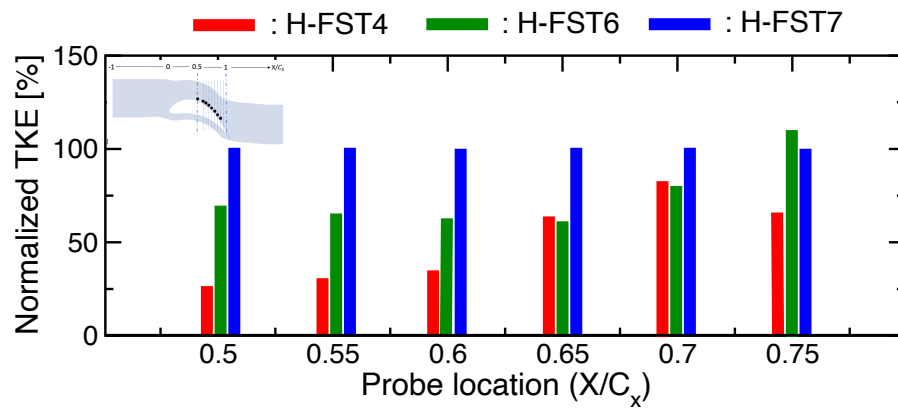 : H-FST4 : H-FST6 : H-FST7
Normalized TKE [%]
150
100
50
0
-1 0 0.5 1 X/Cx
0.5 0.55 0.6 0.65 0.7 0.75
Probe location (X/Cx)